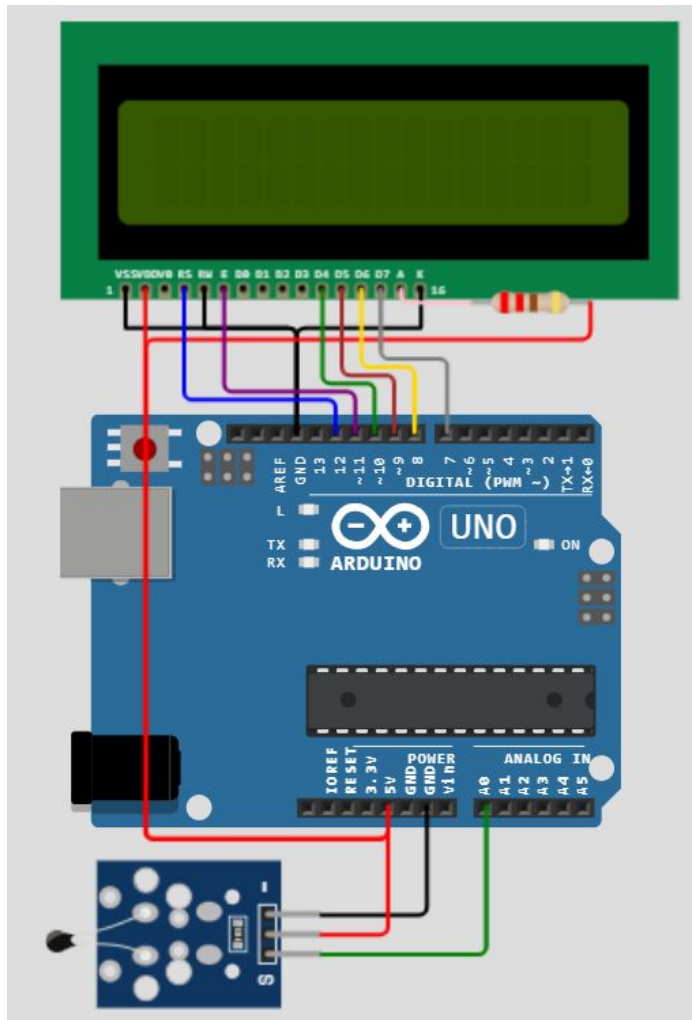 VSS VDD V0 RS RW E D0 D1 D2 D3 D4 D5 D6 D7 A K
1 16
AREF
GND
13
12
~11
~10
~9
8
7
~6
~5
4
~3
2
TX→1
RX←0
DIGITAL (PWM ~)
L
TX
RX
UNO
ARDUINO
ON
IOREF
RESET
3.3V
5V
GND
GND
Vin
POWER
ANALOG IN
A0
A1
A2
A3
A4
A5
S